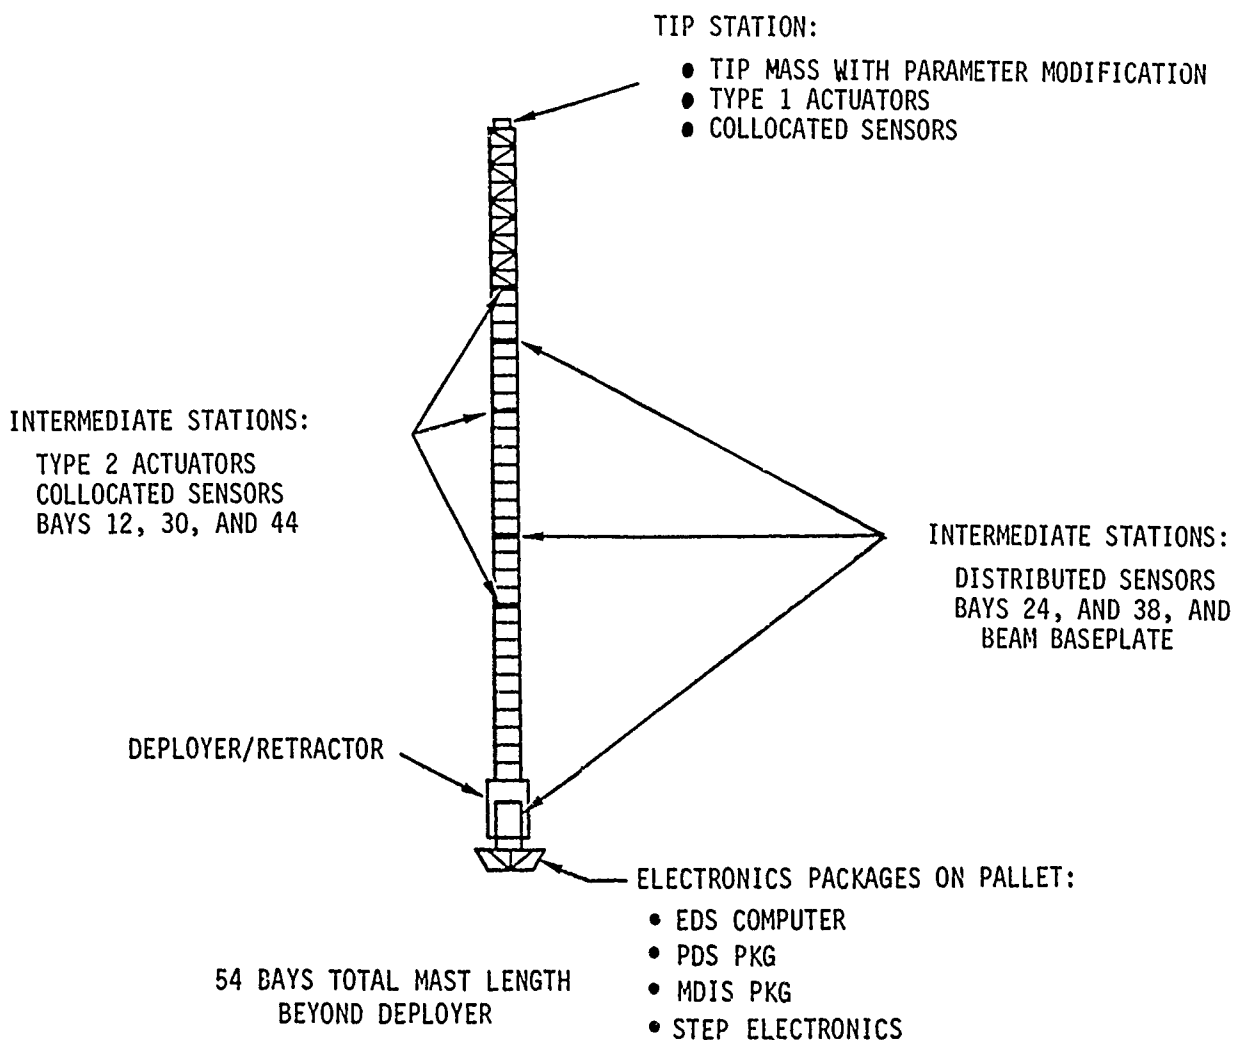 TIP STATION:
• TIP MASS WITH PARAMETER MODIFICATION
• TYPE 1 ACTUATORS
• COLLOCATED SENSORS
INTERMEDIATE STATIONS:
TYPE 2 ACTUATORS
COLLOCATED SENSORS
BAYS 12, 30, AND 44
INTERMEDIATE STATIONS:
DISTRIBUTED SENSORS
BAYS 24, AND 38, AND
BEAM BASEPLATE
DEPLOYER/RETRACTOR
ELECTRONICS PACKAGES ON PALLET:
• EDS COMPUTER
• PDS PKG
• MDIS PKG
• STEP ELECTRONICS
54 BAYS TOTAL MAST LENGTH
BEYOND DEPLOYER